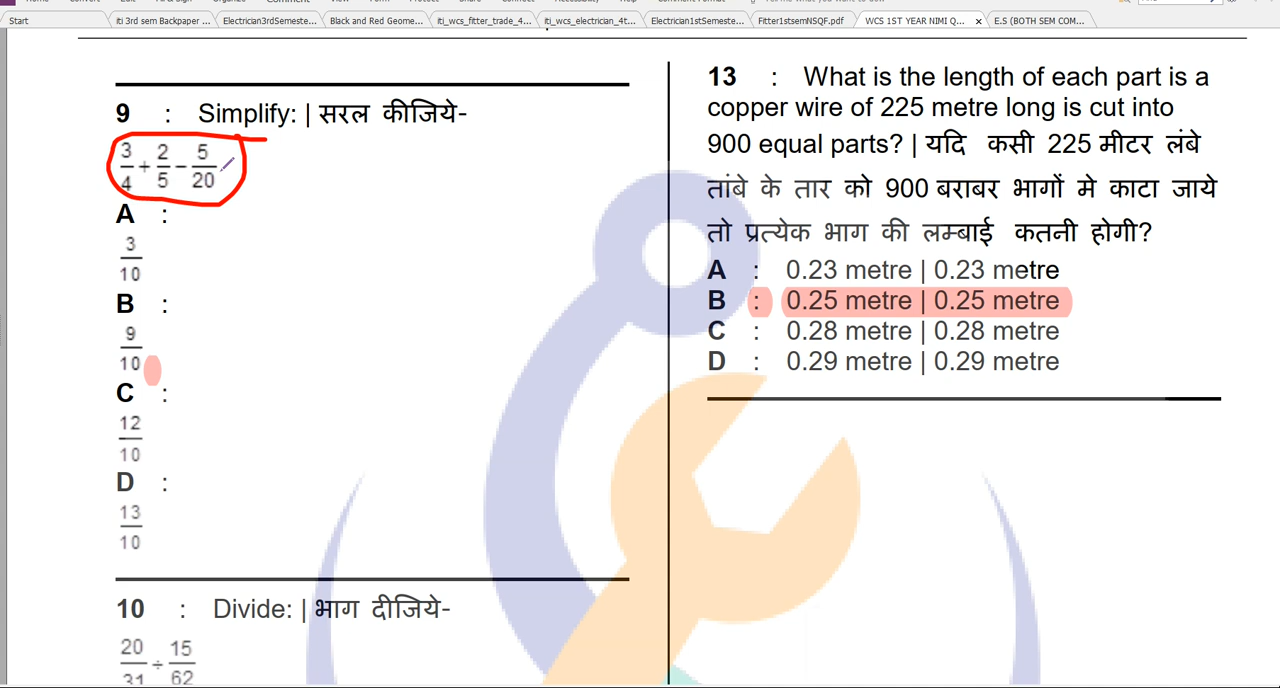 Start
iti 3rd sem Backpaper ...
Electrician3rdSemeste...
Black and Red Geome...
iti_wcs_fitter_trade_4...
iti_wcs_electrician_4t...
Electrician1stSemeste...
Fitter1stsemNSQF.pdf
WCS 1ST YEAR NIMI Q...
×
E.S (BOTH SEM COM...
9 : Simplify: | सरल कीजिये-
3/4 + 2/5 − 5/20
A :
3/10
B :
9/10
C :
12/10
D :
13/10
10 : Divide: | भाग दीजिये-
20/31 ÷ 15/62
13 : What is the length of each part is a
copper wire of 225 metre long is cut into
900 equal parts? | यदि कसी 225 मीटर लंबे
तांबे के तार को 900 बराबर भागों मे काटा जाये
तो प्रत्येक भाग की लम्बाई कतनी होगी?
A : 0.23 metre | 0.23 metre
B : 0.25 metre | 0.25 metre
C : 0.28 metre | 0.28 metre
D : 0.29 metre | 0.29 metre